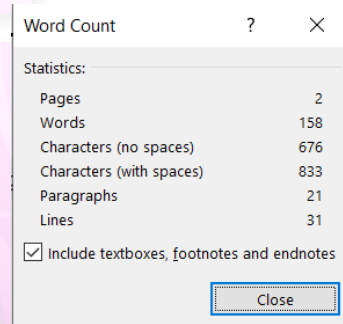 Word Count ?
Statistics:
Pages 2
Words 158
Characters (no spaces) 676
Characters (with spaces) 833
Paragraphs 21
Lines 31
Include textboxes, footnotes and endnotes
Close